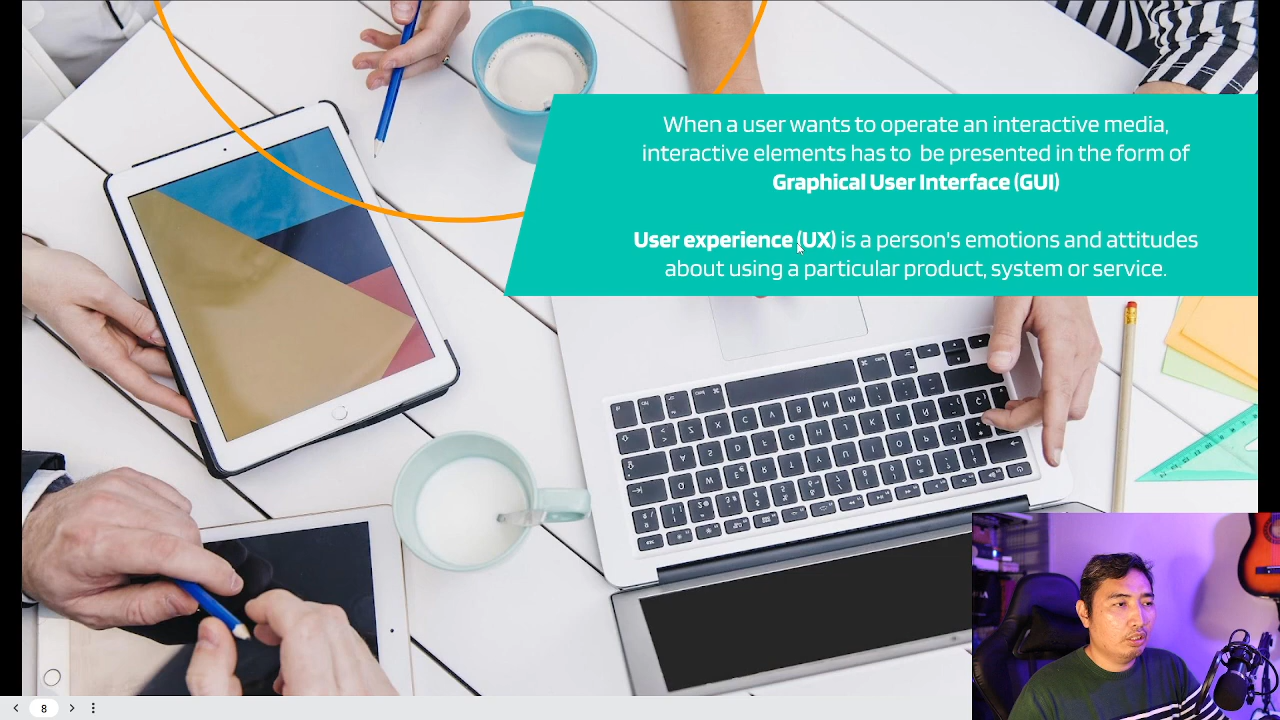 When a user wants to operate an interactive media,
interactive elements has to be presented in the form of
Graphical User Interface (GUI)
User experience (UX) is a person's emotions and attitudes
about using a particular product, system or service.
8